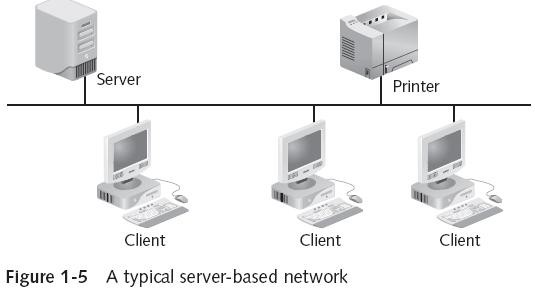 Server
Printer
Client
Client
Client
Figure 1-5 A typical server-based network